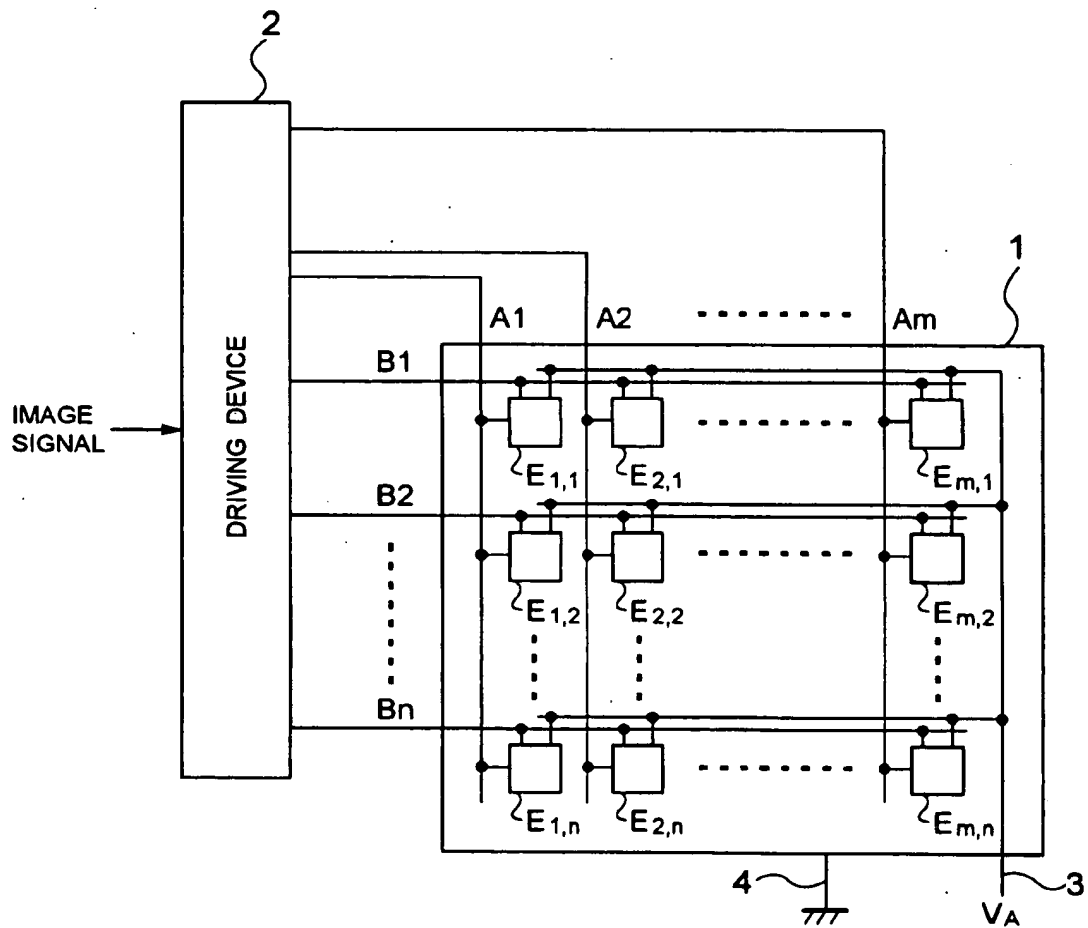 2
1
A1 A2 Am
B1
IMAGE
SIGNAL
DRIVING DEVICE
E1,1 E2,1 Em,1
B2
E1,2 E2,2 Em,2
Bn
E1,n E2,n Em,n
4 3
VA